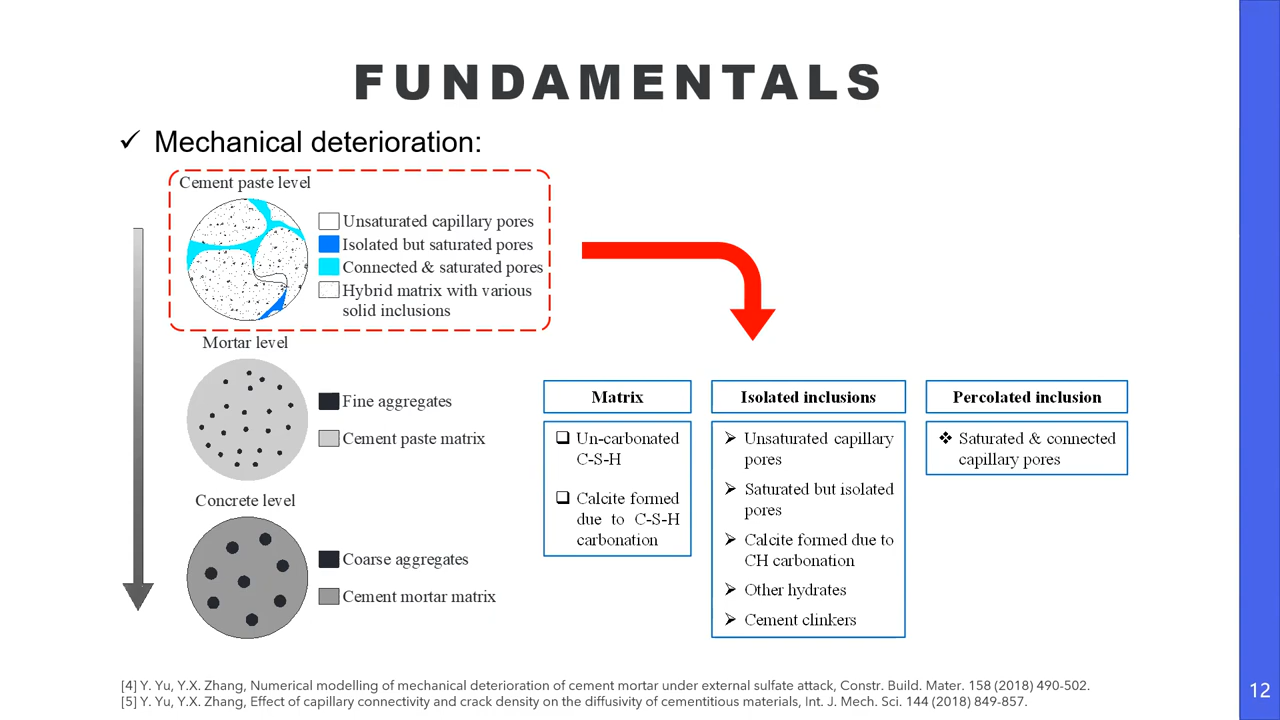 FUNDAMENTALS
✓ Mechanical deterioration:
Cement paste level
Unsaturated capillary pores
Isolated but saturated pores
Connected & saturated pores
Hybrid matrix with various
solid inclusions
Mortar level
Fine aggregates
Cement paste matrix
Concrete level
Coarse aggregates
Cement mortar matrix
Matrix
❑ Un-carbonated
C-S-H
❑ Calcite formed
due to C-S-H
carbonation
Isolated inclusions
➢ Unsaturated capillary
pores
➢ Saturated but isolated
pores
➢ Calcite formed due to
CH carbonation
➢ Other hydrates
➢ Cement clinkers
Percolated inclusion
❖ Saturated & connected
capillary pores
[4] Y. Yu, Y.X. Zhang, Numerical modelling of mechanical deterioration of cement mortar under external sulfate attack, Constr. Build. Mater. 158 (2018) 490-502.
[5] Y. Yu, Y.X. Zhang, Effect of capillary connectivity and crack density on the diffusivity of cementitious materials, Int. J. Mech. Sci. 144 (2018) 849-857.
12